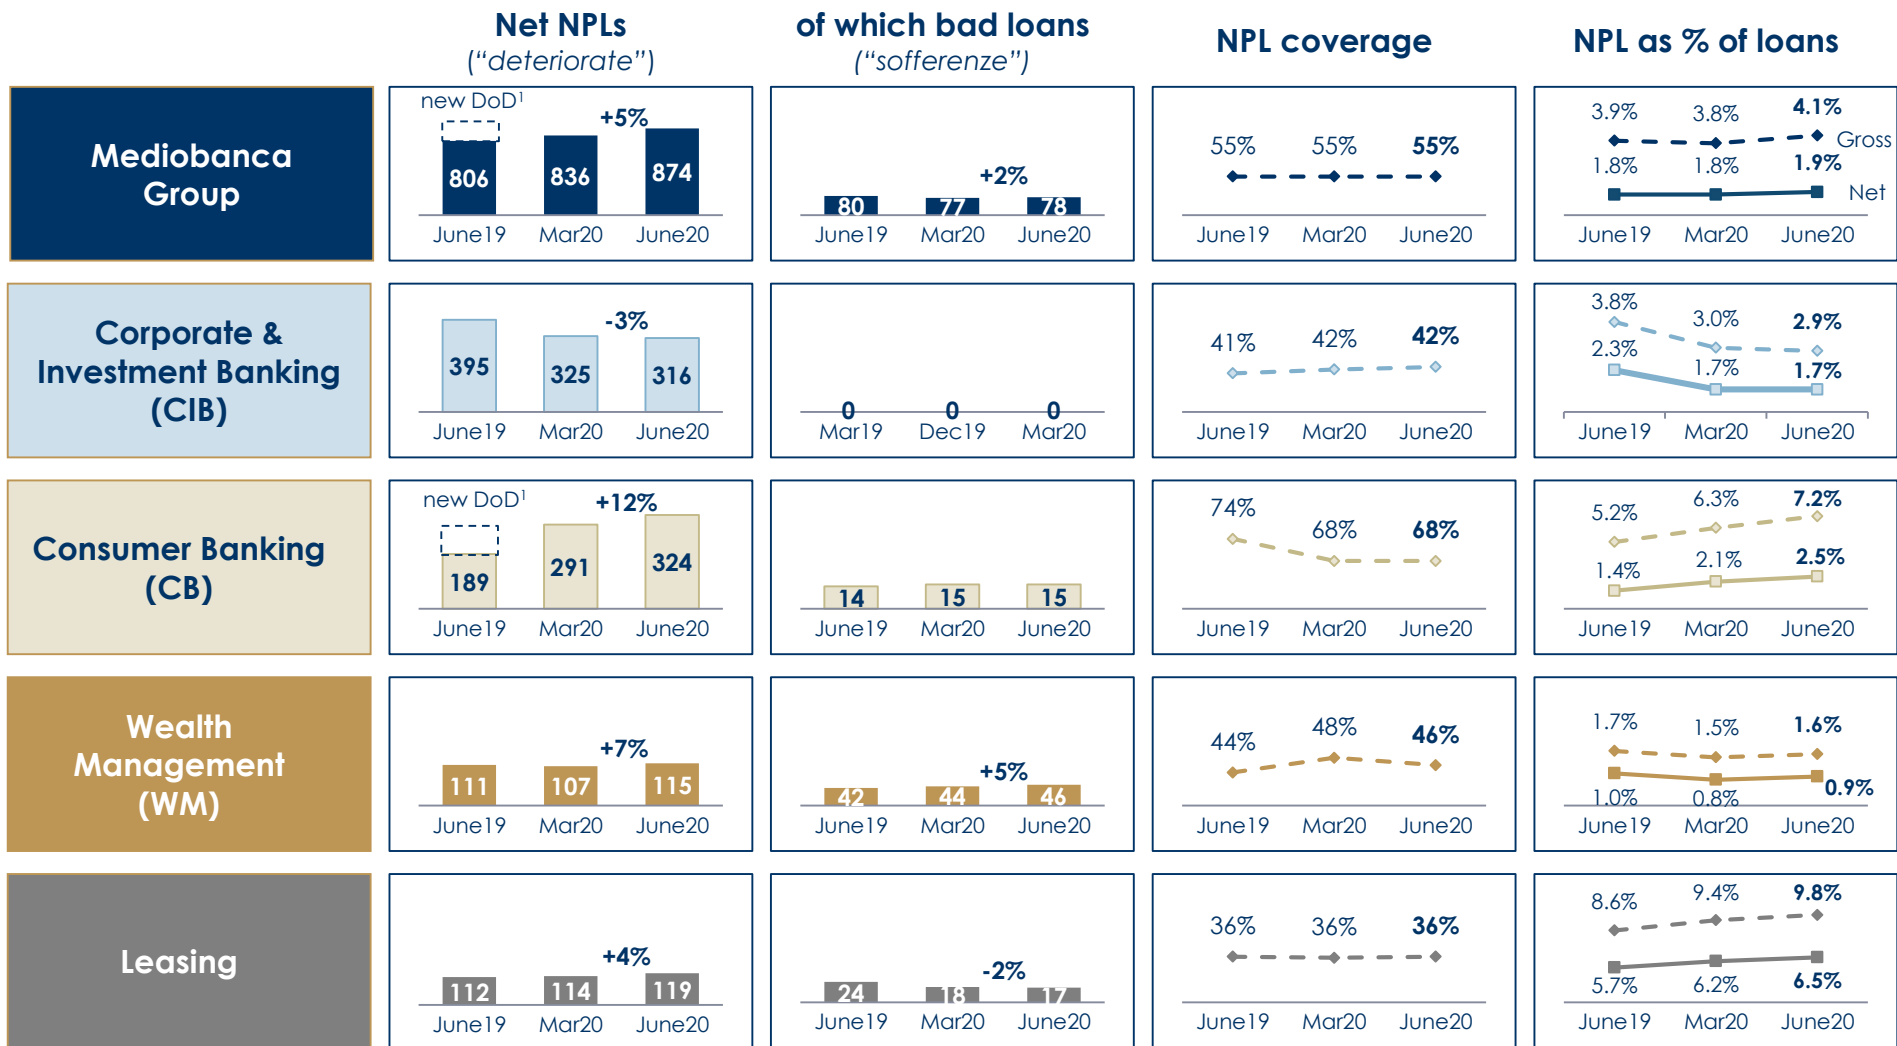 Net NPLs
(“deteriorate”)
of which bad loans
(“sofferenze”)
NPL coverage
NPL as % of loans
Mediobanca
Group
new DoD1
+5%
806
836
874
June19 Mar20 June20
+2%
80
77
78
June19 Mar20 June20
55% 55% 55%
June19 Mar20 June20
3.9% 3.8% 4.1%
Gross
1.8% 1.8% 1.9%
Net
June19 Mar20 June20
Corporate &
Investment Banking
(CIB)
-3%
395
325
316
June19 Mar20 June20
0 0 0
Mar19 Dec19 Mar20
41% 42% 42%
June19 Mar20 June20
3.8% 3.0% 2.9%
2.3% 1.7% 1.7%
June19 Mar20 June20
Consumer Banking
(CB)
new DoD1
+12%
189
291
324
June19 Mar20 June20
14 15 15
June19 Mar20 June20
74% 68% 68%
June19 Mar20 June20
5.2% 6.3% 7.2%
1.4% 2.1% 2.5%
June19 Mar20 June20
Wealth
Management
(WM)
+7%
111 107 115
June19 Mar20 June20
+5%
42 44 46
June19 Mar20 June20
44% 48% 46%
June19 Mar20 June20
1.7% 1.5% 1.6%
1.0% 0.8% 0.9%
June19 Mar20 June20
Leasing
+4%
112 114 119
June19 Mar20 June20
-2%
24 18 17
June19 Mar20 June20
36% 36% 36%
June19 Mar20 June20
8.6% 9.4% 9.8%
5.7% 6.2% 6.5%
June19 Mar20 June20